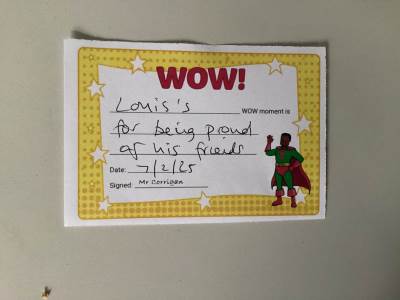 WOW!
Louis's WOW moment is
for being proud
of his friends
Date: 7/2/25
Signed Mr Corrigan